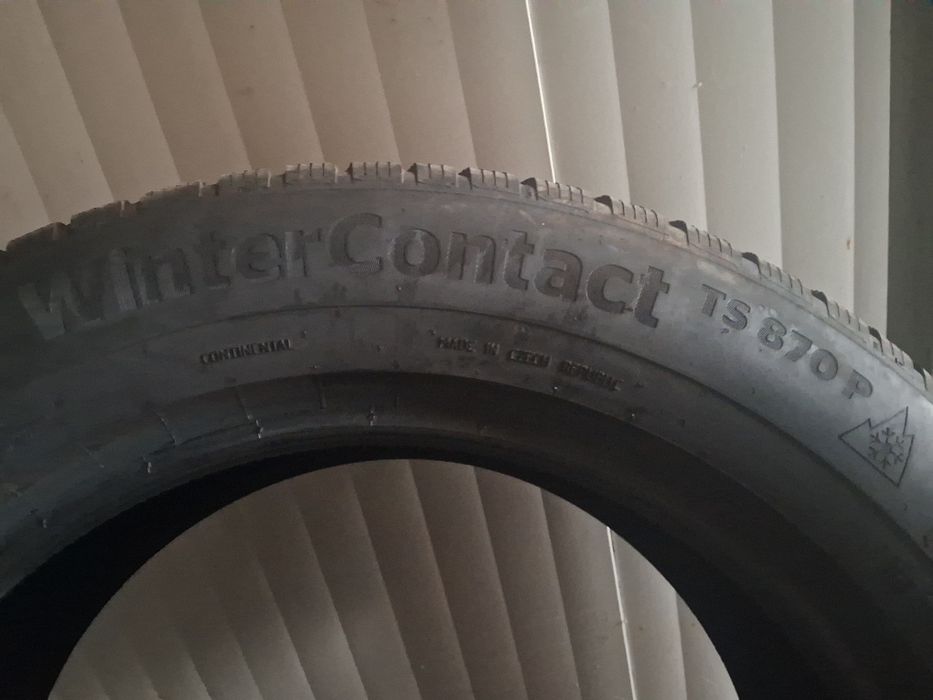 WinterContact TS 870 P
CONTINENTAL
MADE IN CZECH REPUBLIC